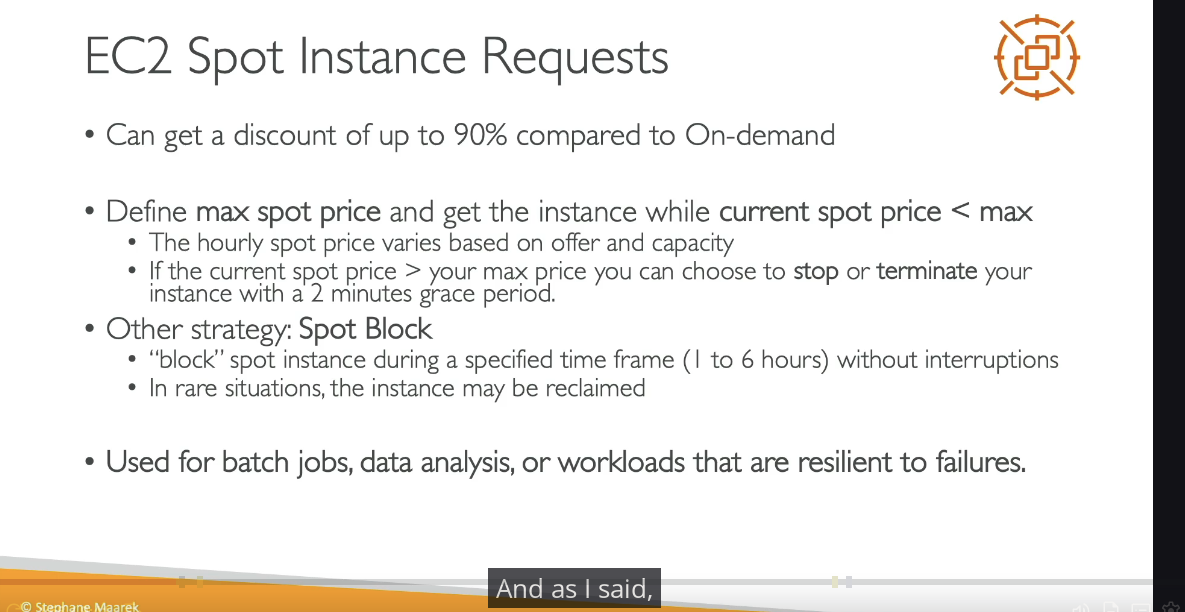 EC2 Spot Instance Requests
• Can get a discount of up to 90% compared to On-demand
• Define max spot price and get the instance while current spot price < max
• The hourly spot price varies based on offer and capacity
• If the current spot price > your max price you can choose to stop or terminate your
instance with a 2 minutes grace period.
• Other strategy: Spot Block
• “block” spot instance during a specified time frame (1 to 6 hours) without interruptions
• In rare situations, the instance may be reclaimed
• Used for batch jobs, data analysis, or workloads that are resilient to failures.
And as I said,
© Stephane Maarek